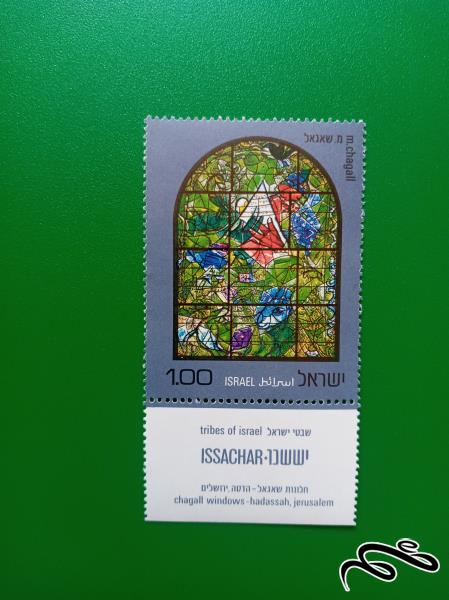 מ. שאגאל
m. chagall
1.00 ISRAEL اسرائيل ישראל
tribes of israel שבטי ישראל
ISSACHAR · יששכר
חלונות שאגאל - הדסה, ירושלים
chagall windows - hadassah, jerusalem